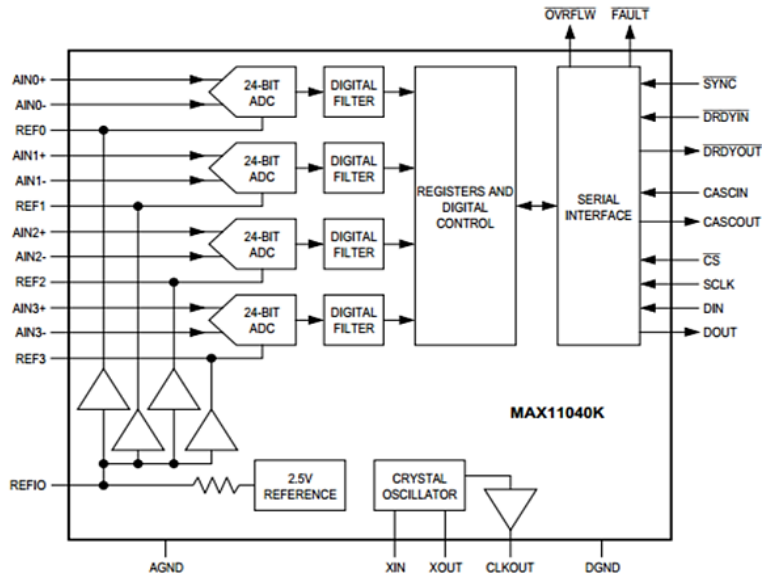 OVRFLW FAULT
AIN0+
AIN0-
REF0
AIN1+
AIN1-
REF1
AIN2+
AIN2-
REF2
AIN3+
AIN3-
REF3
REFIO
24-BIT
ADC
DIGITAL
FILTER
24-BIT
ADC
DIGITAL
FILTER
24-BIT
ADC
DIGITAL
FILTER
24-BIT
ADC
DIGITAL
FILTER
REGISTERS AND
DIGITAL
CONTROL
SERIAL
INTERFACE
SYNC
DRDYIN
DRDYOUT
CASCIN
CASCOUT
CS
SCLK
DIN
DOUT
MAX11040K
2.5V
REFERENCE
CRYSTAL
OSCILLATOR
AGND XIN XOUT CLKOUT DGND